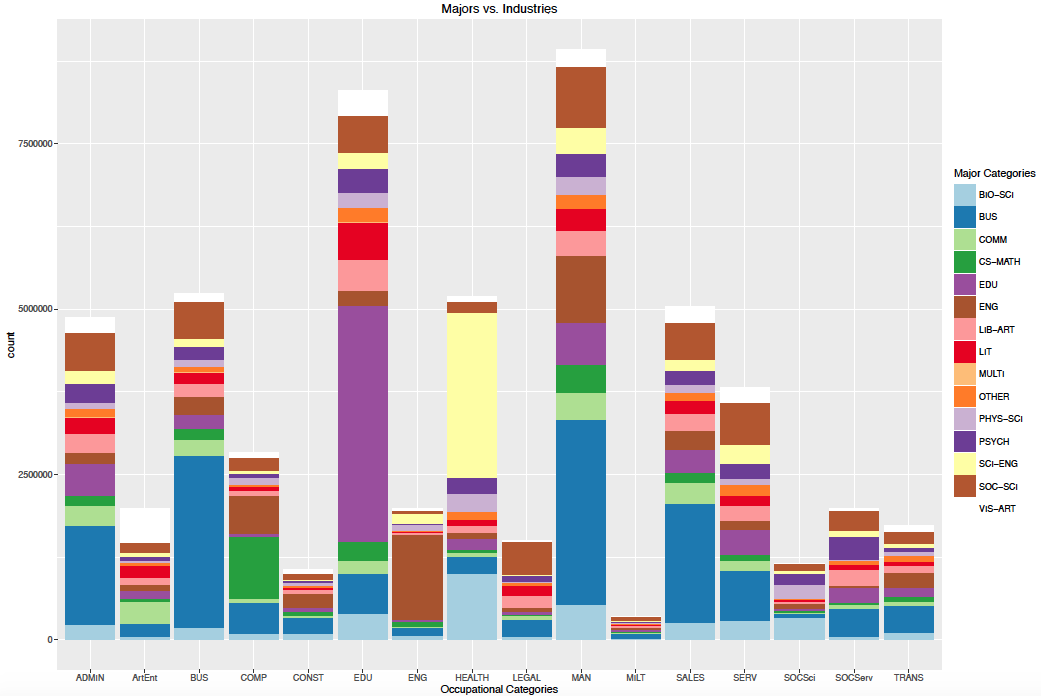 Majors vs. Industries
7500000
5000000
2500000
0
count
ADMiN ArtEnt BUS COMP CONST EDU ENG HEALTH LEGAL MAN MiLT SALES SERV SOCSci SOCServ TRANS
Occupational Categories
Major Categories
BiO-SCi
BUS
COMM
CS-MATH
EDU
ENG
LiB-ART
LiT
MULTi
OTHER
PHYS-SCi
PSYCH
SCi-ENG
SOC-SCi
ViS-ART